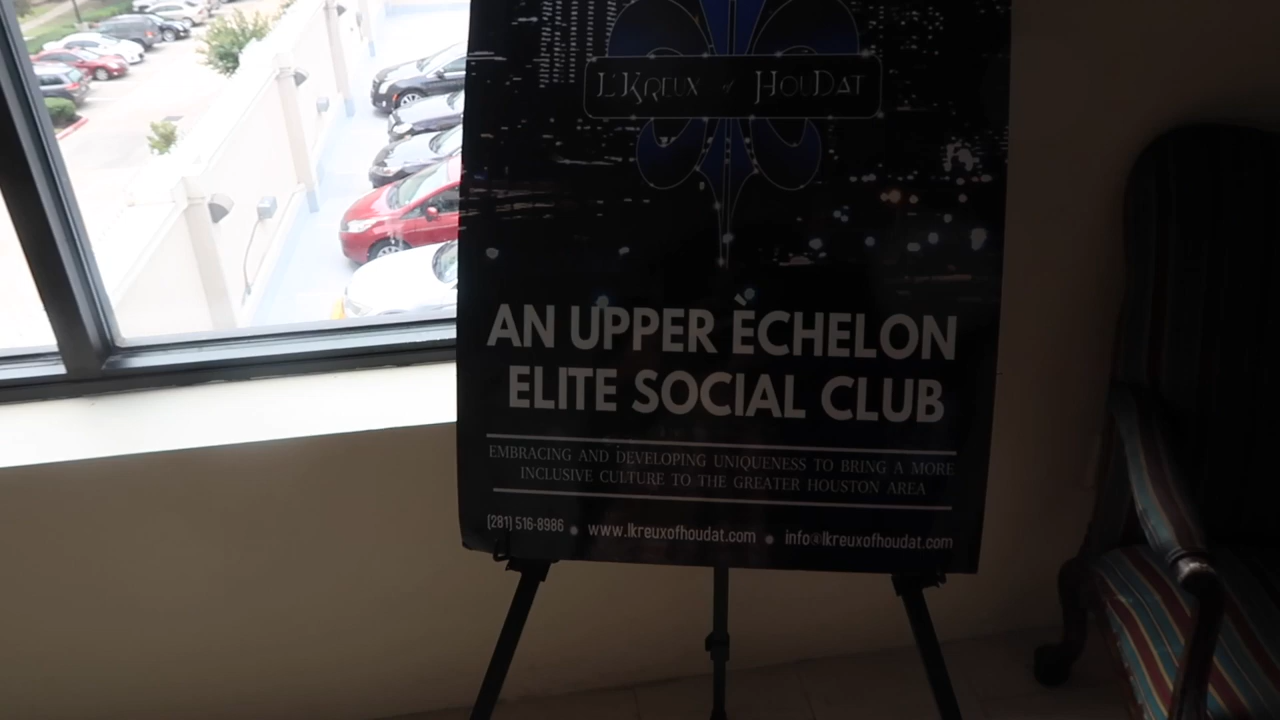 L'KREUX of HOUDAT
AN UPPER ÈCHELON
ELITE SOCIAL CLUB
EMBRACING AND DEVELOPING UNIQUENESS TO BRING A MORE
INCLUSIVE CULTURE TO THE GREATER HOUSTON AREA
(281) 516-8986 • www.lkreuxofhoudat.com • info@lkreuxofhoudat.com